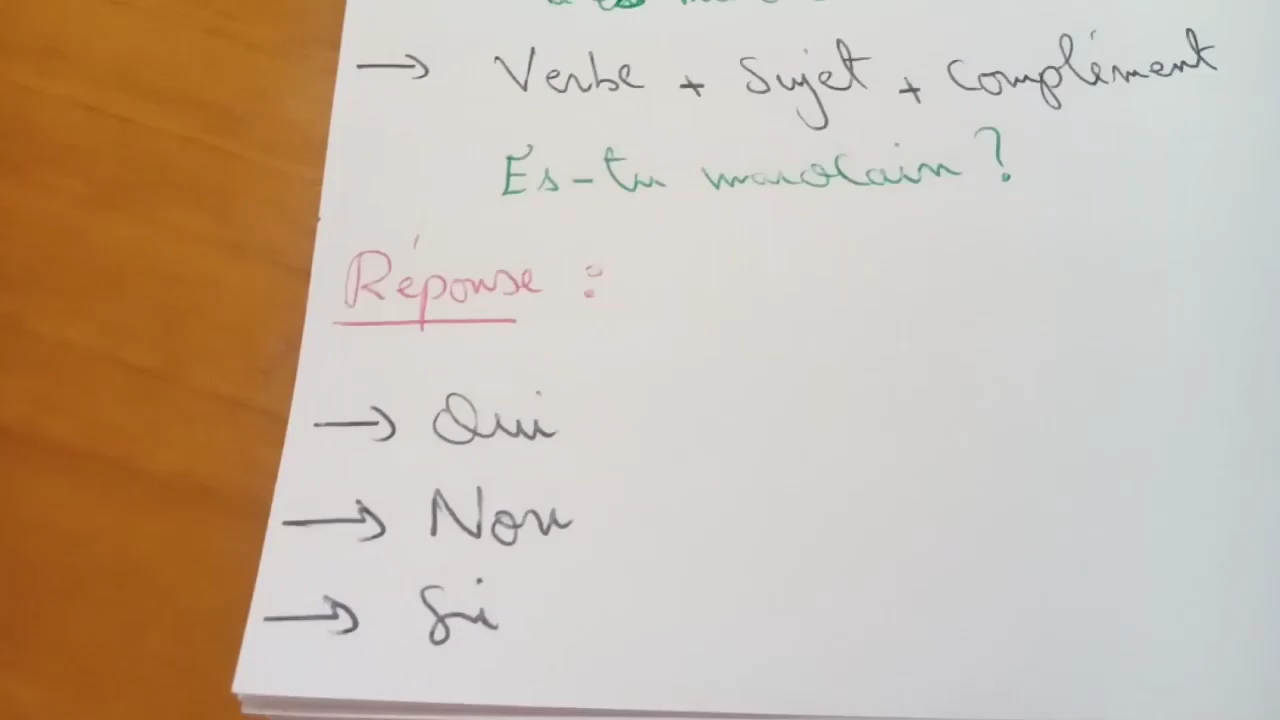 → Verbe + Sujet + Complément
Es-tu marocain ?
Réponse :
→ Oui
→ Non
→ Si